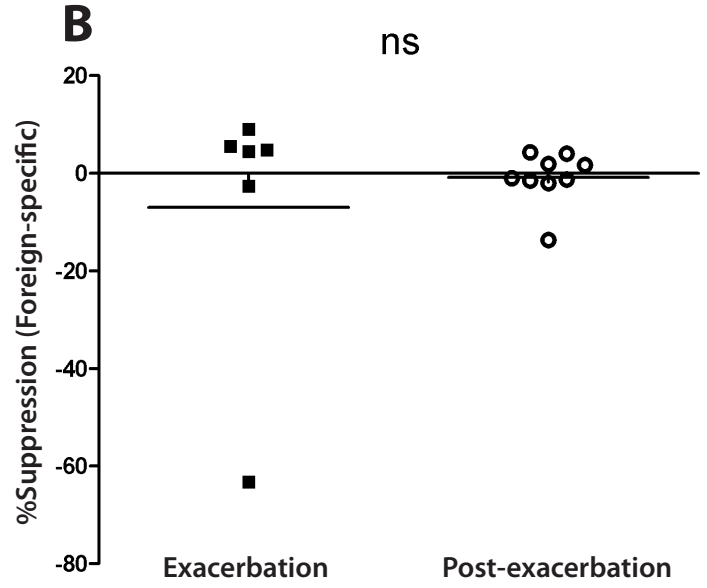 B
ns
%Suppression (Foreign-specific)
20
0
-20
-40
-60
-80
Exacerbation
Post-exacerbation